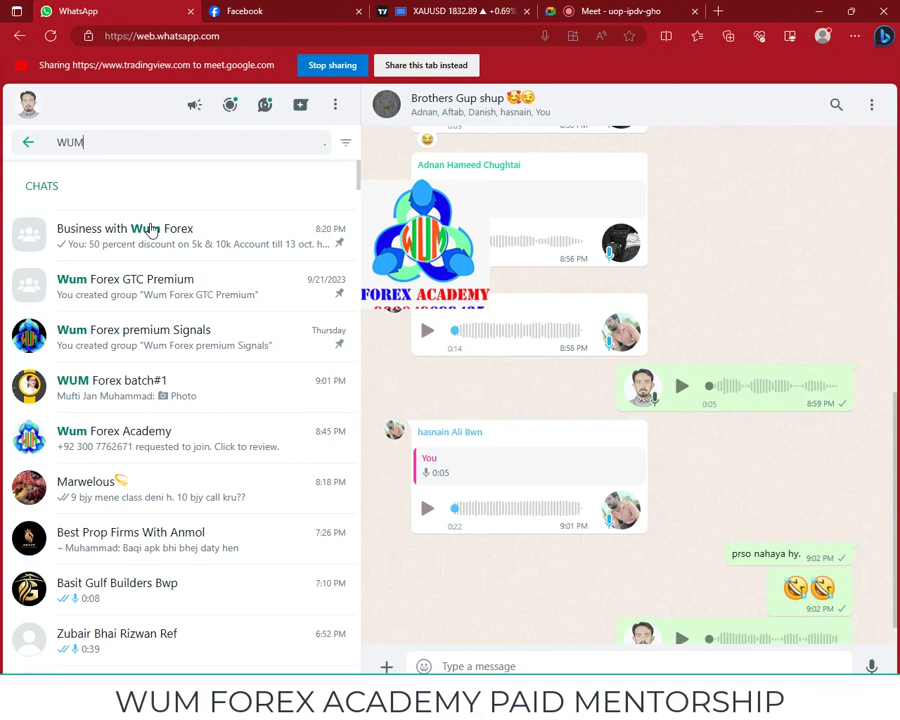 WhatsApp
Facebook
XAUUSD 1832.89 ▲ +0.69%
Meet - uop-ipdv-gho
https://web.whatsapp.com
Sharing https://www.tradingview.com to meet.google.com
Stop sharing
Share this tab instead
WUM
CHATS
Business with Wum Forex
8:20 PM
You: 50 percent discount on 5k & 10k Account till 13 oct. h...
Wum Forex GTC Premium
9/21/2023
You created group "Wum Forex GTC Premium"
Wum Forex premium Signals
Thursday
You created group "Wum Forex premium Signals"
WUM Forex batch#1
9:01 PM
Mufti Jan Muhammad: Photo
Wum Forex Academy
8:45 PM
+92 300 7762671 requested to join. Click to review.
Marwelous💫
8:18 PM
9 bjy mene class deni h. 10 bjy call kru??
Best Prop Firms With Anmol
7:26 PM
~ Muhammad: Baqi apk bhi bhej daty hen
Basit Gulf Builders Bwp
7:10 PM
0:08
Zubair Bhai Rizwan Ref
6:52 PM
0:39
Brothers Gup shup 🥰☺️
Adnan, Aftab, Danish, hasnain, You
Adnan Hameed Chughtai
8:56 PM
WUM
FOREX ACADEMY
0:14
8:58 PM
0:05
8:59 PM
hasnain Ali Bwn
You
0:05
0:22
9:01 PM
prso nahaya hy.
9:02 PM
🤣🤣
9:02 PM
Type a message
WUM FOREX ACADEMY PAID MENTORSHIP